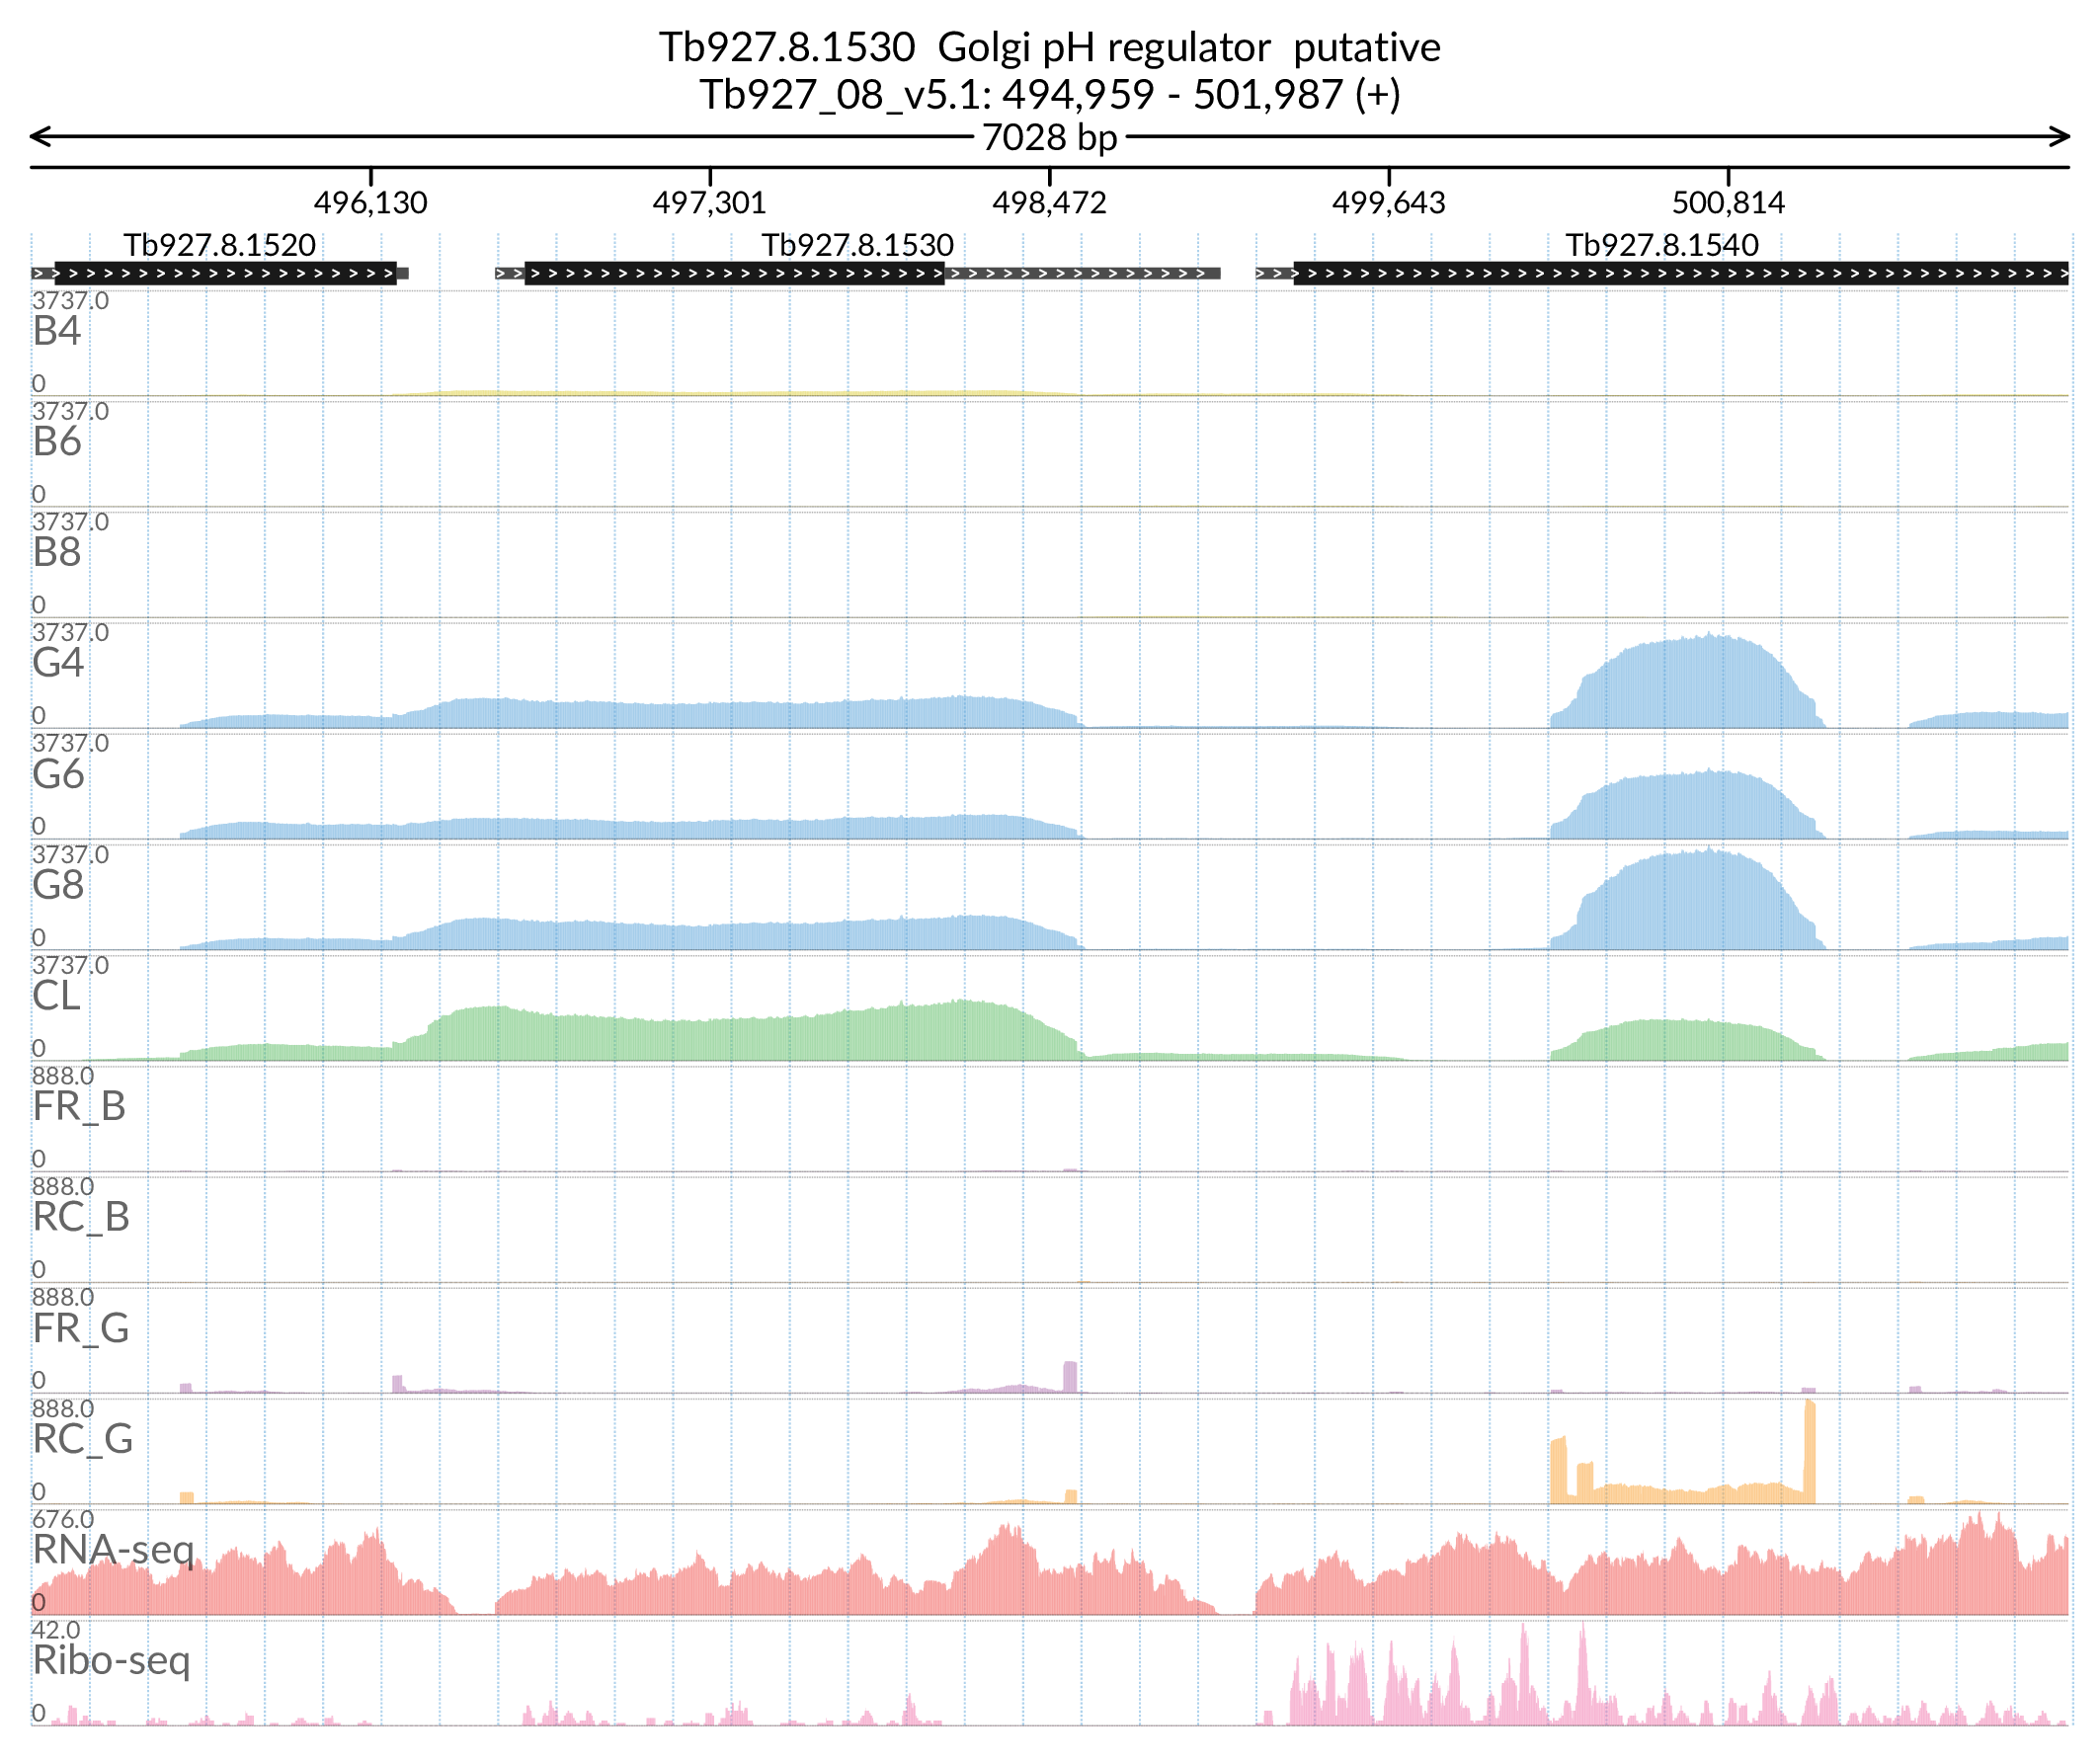 Tb927.8.1530  Golgi pH regulator  putative
Tb927_08_v5.1: 494,959 - 501,987 (+)
7028 bp
496,130 497,301 498,472 499,643 500,814
Tb927.8.1520 Tb927.8.1530 Tb927.8.1540
3737.0
B4
0
3737.0
B6
0
3737.0
B8
0
3737.0
G4
0
3737.0
G6
0
3737.0
G8
0
3737.0
CL
0
888.0
FR_B
0
888.0
RC_B
0
888.0
FR_G
0
888.0
RC_G
0
676.0
RNA-seq
0
42.0
Ribo-seq
0